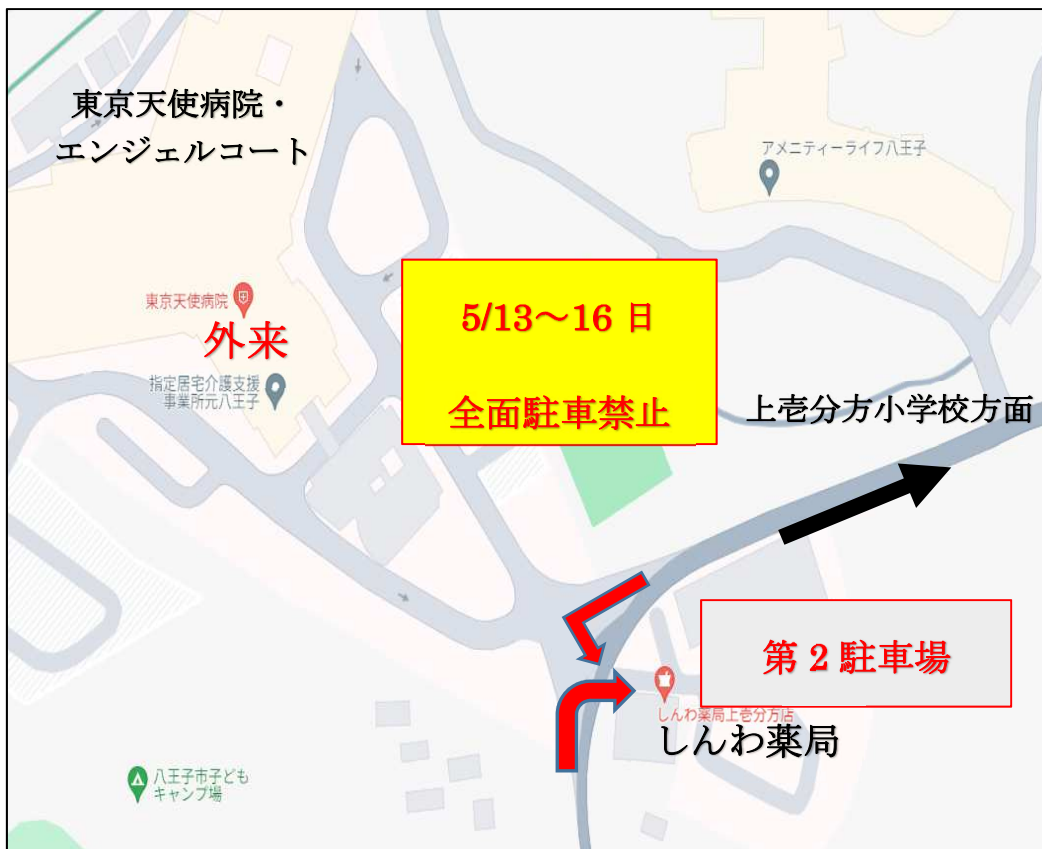 東京天使病院・
エンジェルコート
アメニティーライフ八王子
東京天使病院
外来
指定居宅介護支援
事業所元八王子
5/13～16 日
全面駐車禁止
上壱分方小学校方面
第 2 駐車場
しんわ薬局上壱分方店
しんわ薬局
八王子市子ども
キャンプ場